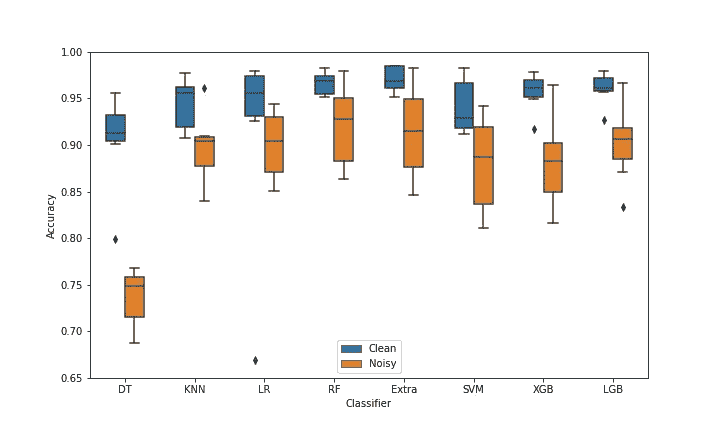 1.00
0.95
0.90
0.85
0.80
0.75
0.70
0.65
Accuracy
Clean
Noisy
DT KNN LR RF Extra SVM XGB LGB
Classifier